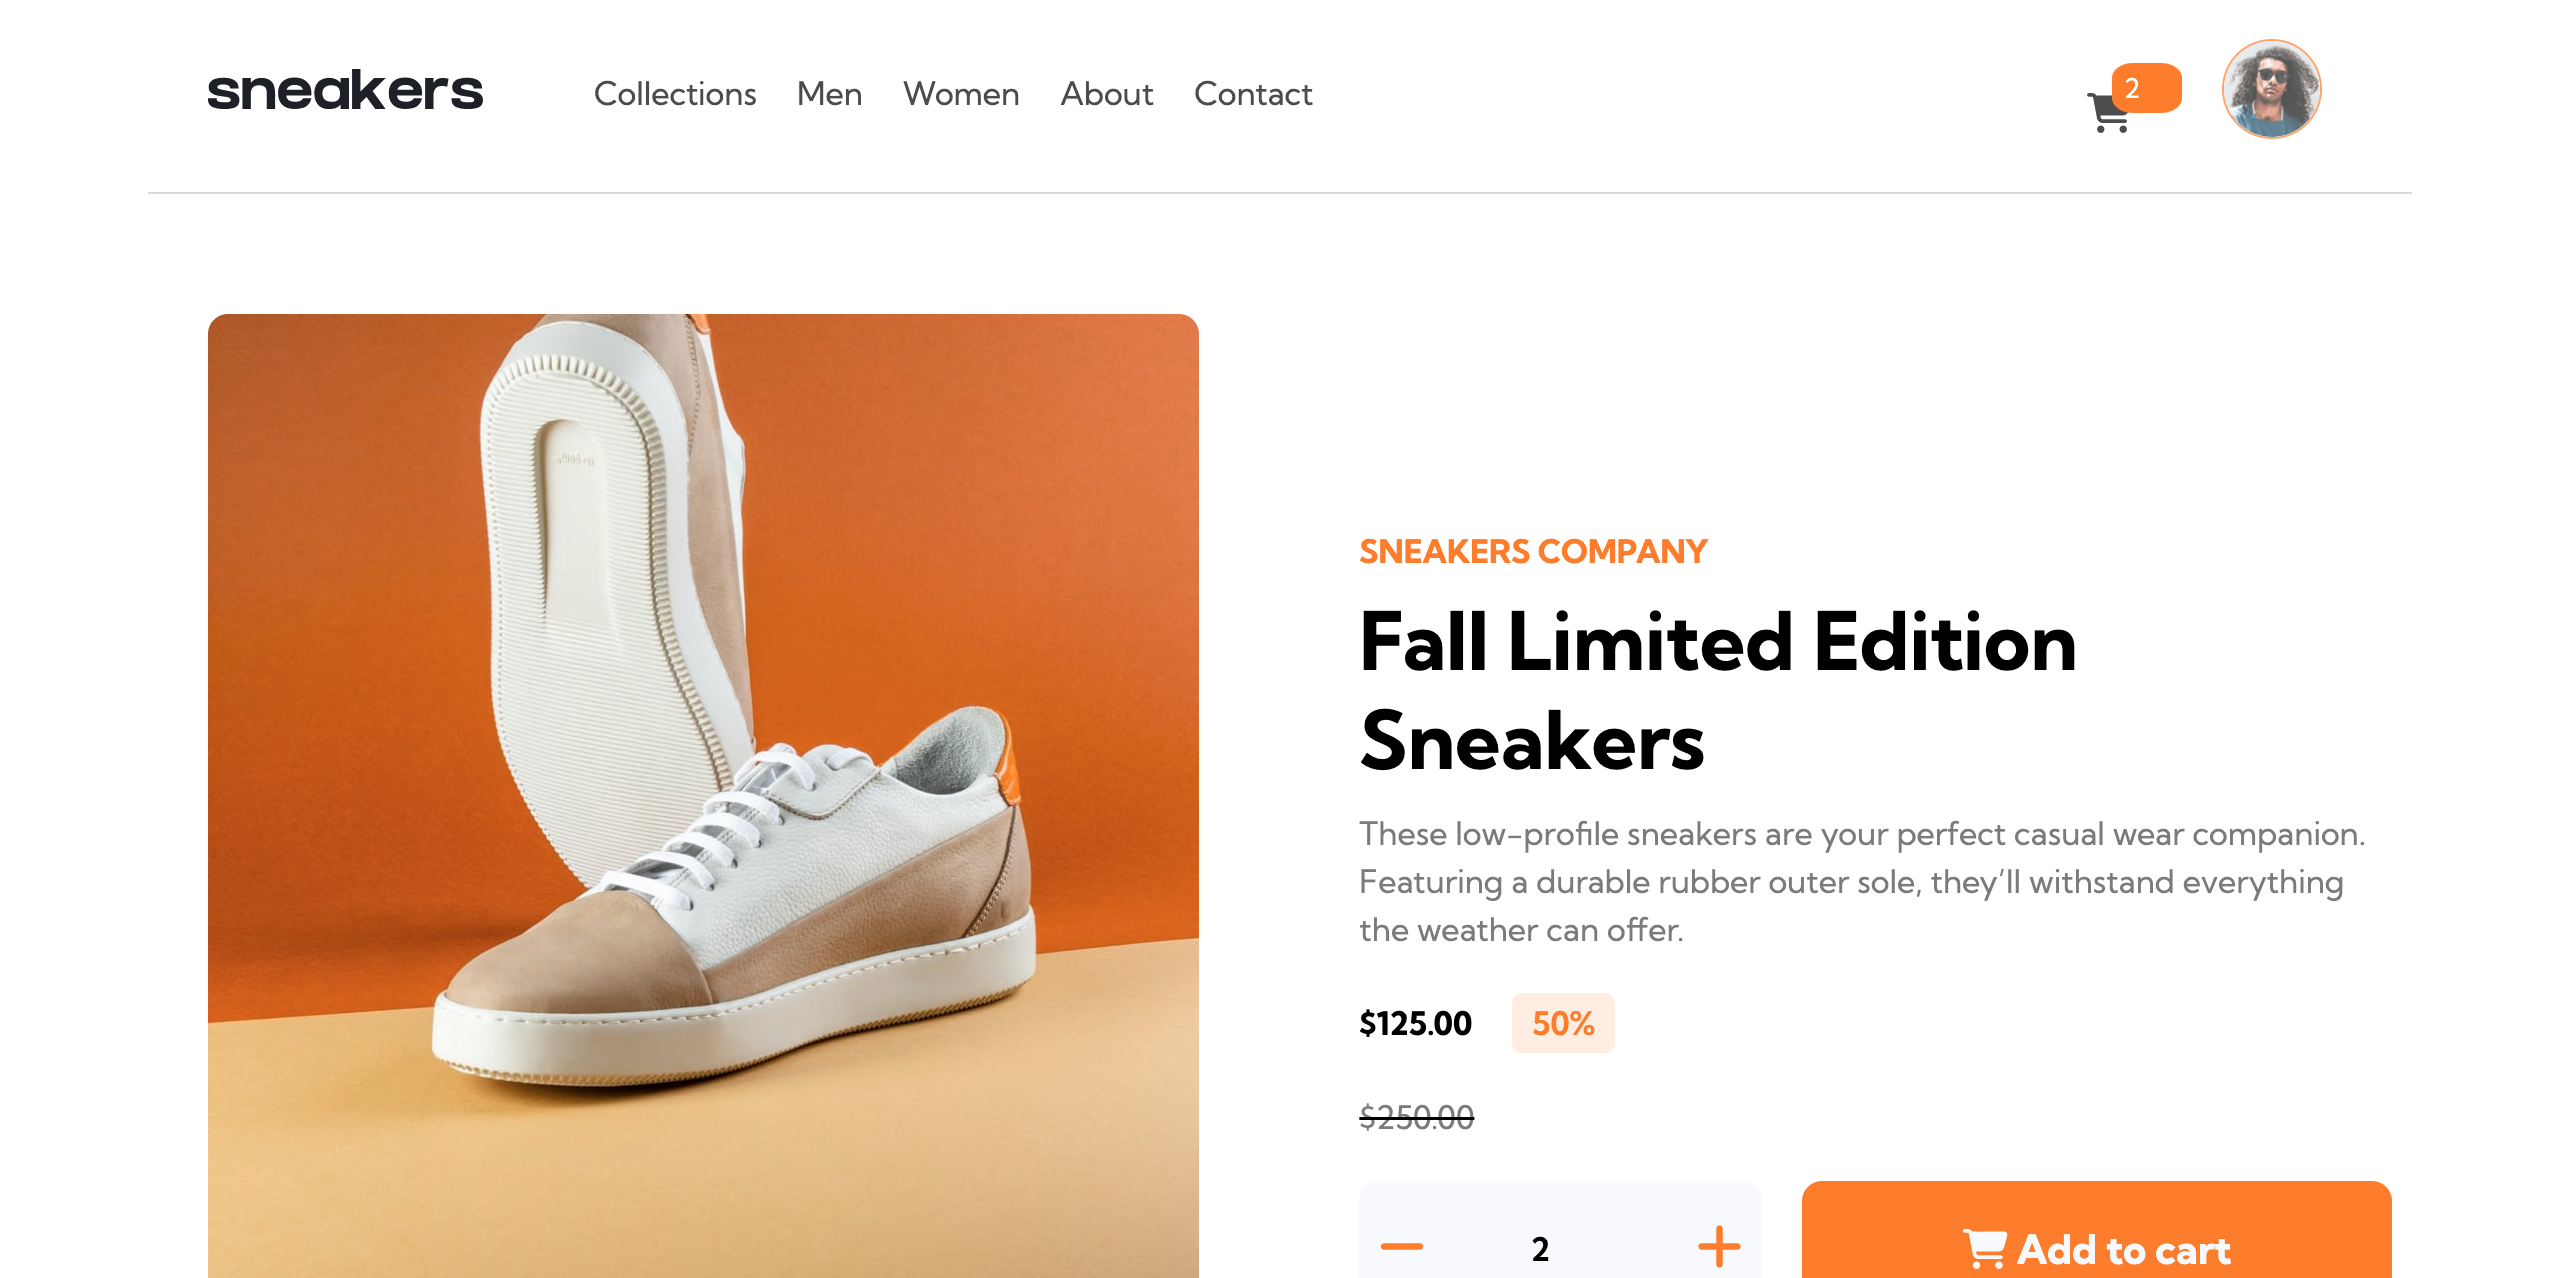 sneakers
Collections Men Women About Contact
2
SNEAKERS COMPANY
Fall Limited Edition
Sneakers
These low-profile sneakers are your perfect casual wear companion.
Featuring a durable rubber outer sole, they’ll withstand everything
the weather can offer.
$125.00 50%
$250.00
2
Add to cart